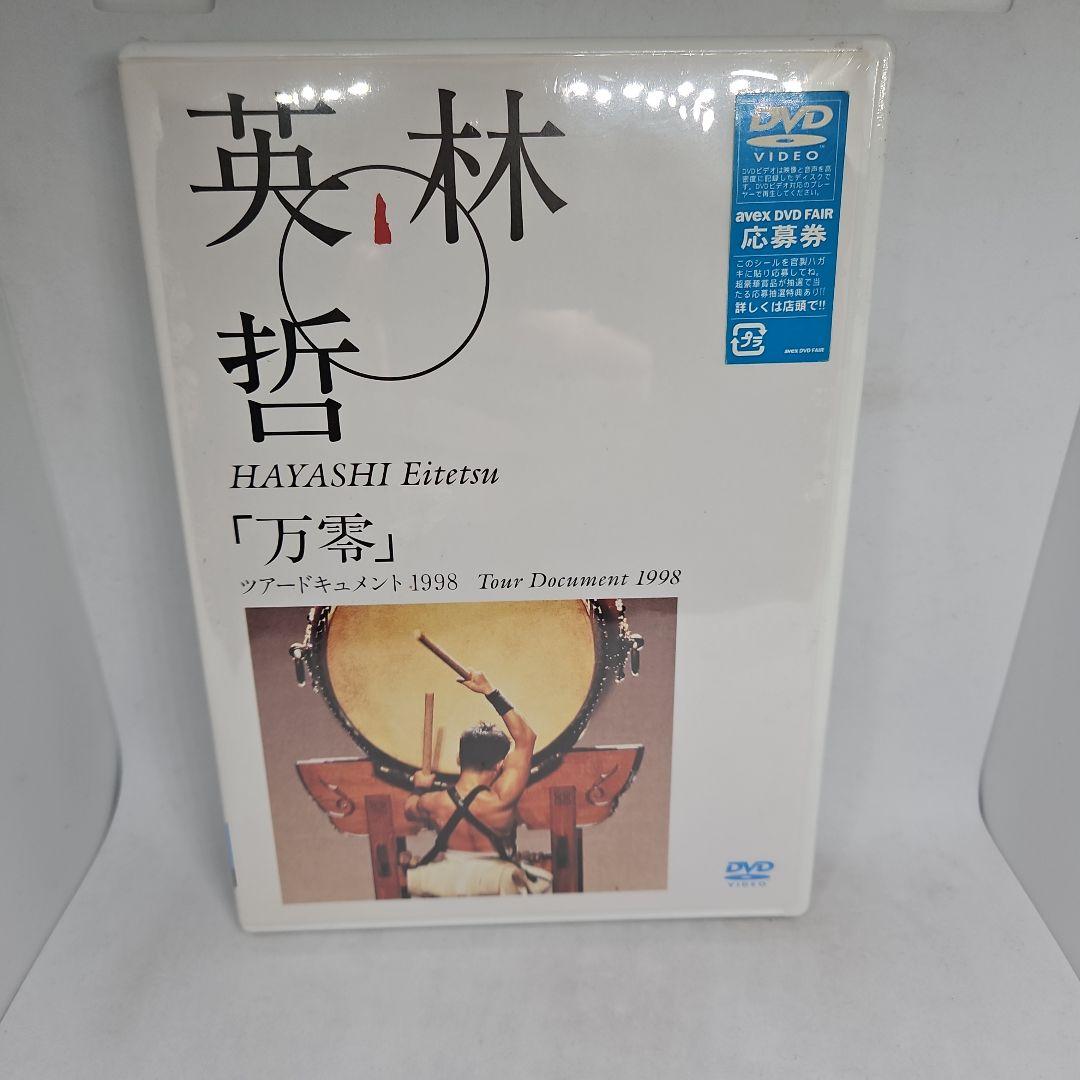 林
英哲
HAYASHI Eitetsu
「万零」
ツアードキュメント 1998 Tour Document 1998
DVD
VIDEO
DVDビデオは映像と音声を高
密度に記録したディスクで
す。DVDビデオ対応のプレー
ヤーで再生してください。
avex DVD FAIR
応募券
このシールを官製ハガ
キに貼り応募してね。
超豪華賞品が抽選で当
たる応募抽選特典あり!!
詳しくは店頭で!!
プラ
avex DVD FAIR
DVD
VIDEO